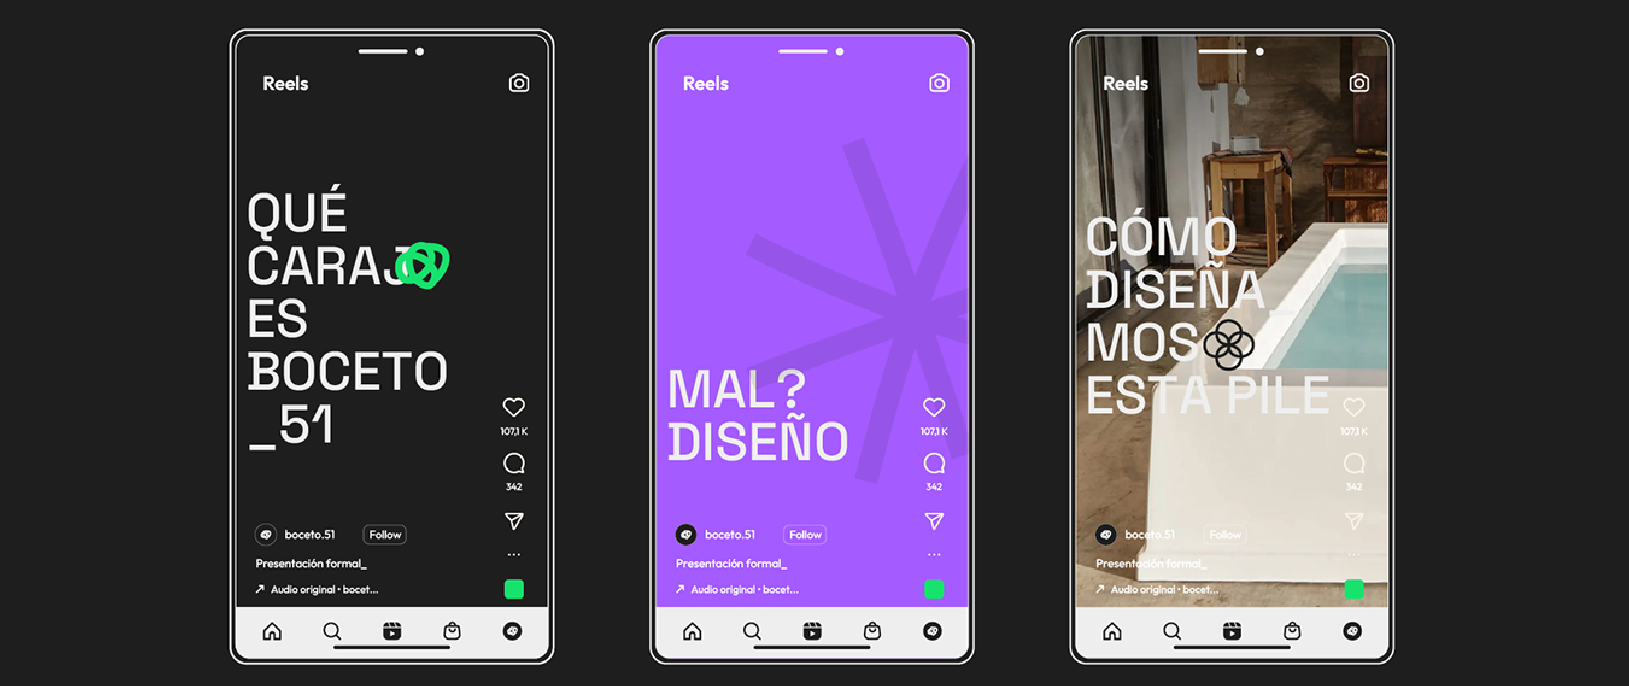 Reels
QUÉ
CARAJ
ES
BOCETO
_51
107,1 K
342
boceto.51
Follow
Presentación formal_
Audio original • bocet...
Reels
MAL?
DISEÑO
107,1 K
342
boceto.51
Follow
Presentación formal_
Audio original • bocet...
Reels
CÓMO
DISEÑA_
MOS
ESTA PILE
107,1 K
342
boceto.51
Follow
Presentación formal_
Audio original • bocet...